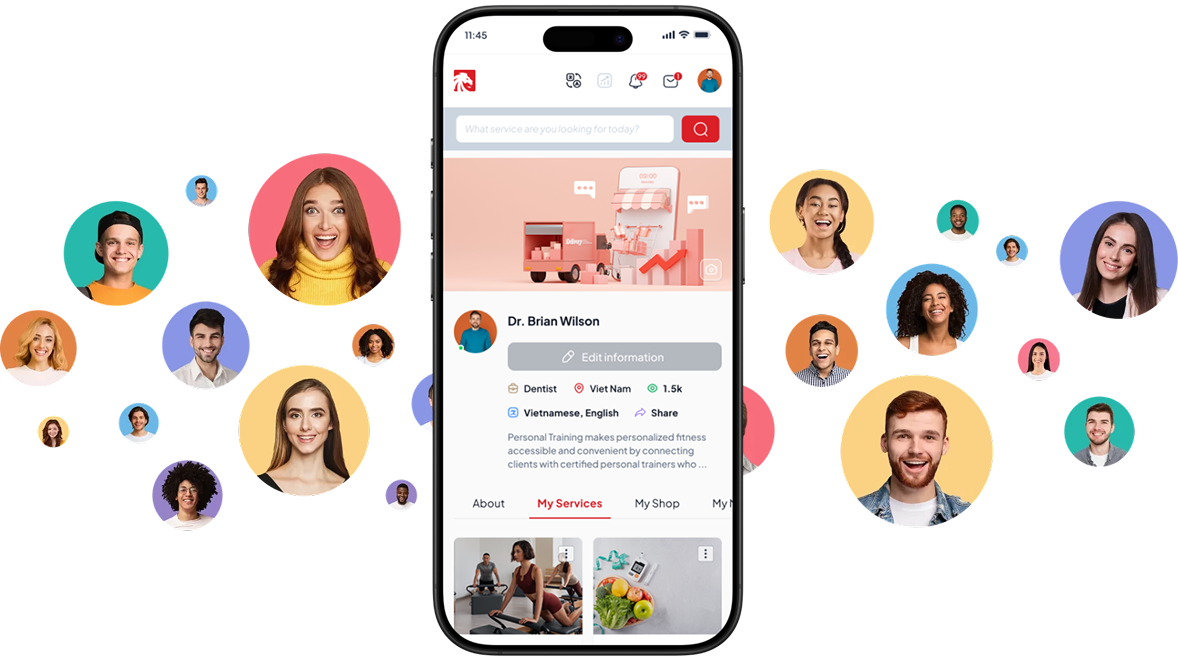 11:45
99
1
What service are you looking for today?
09:00
Dr. Brian Wilson
Edit information
Dentist
Viet Nam
1.5k
Vietnamese, English
Share
Personal Training makes personalized fitness
accessible and convenient by connecting
clients with certified personal trainers who ...
About
My Services
My Shop
My